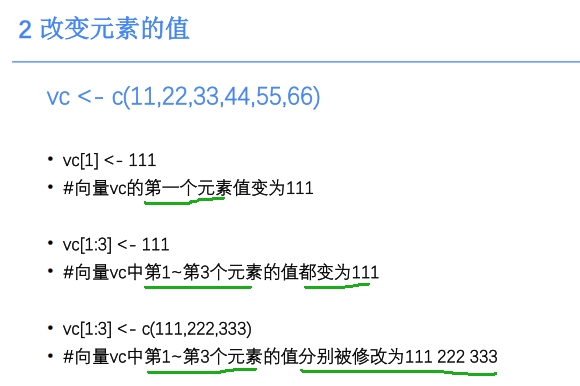 2 改变元素的值
vc <- c(11,22,33,44,55,66)
• vc[1] <- 111
• #向量vc的第一个元素值变为111
• vc[1:3] <- 111
• #向量vc中第1~第3个元素的值都变为111
• vc[1:3] <- c(111,222,333)
• #向量vc中第1~第3个元素的值分别被修改为111 222 333